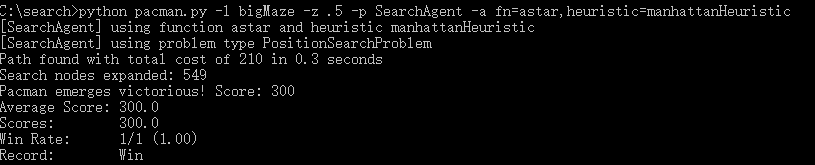 C:\search>python pacman.py -l bigMaze -z .5 -p SearchAgent -a fn=astar,heuristic=manhattanHeuristic
[SearchAgent] using function astar and heuristic manhattanHeuristic
[SearchAgent] using problem type PositionSearchProblem
Path found with total cost of 210 in 0.3 seconds
Search nodes expanded: 549
Pacman emerges victorious! Score: 300
Average Score: 300.0
Scores:        300.0
Win Rate:      1/1 (1.00)
Record:        Win